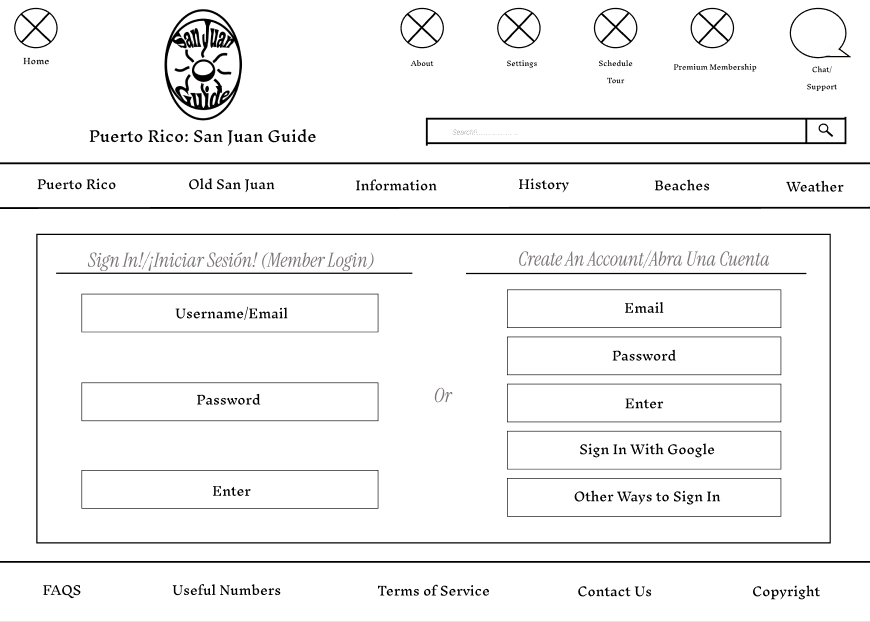 Home
San Juan
Guide
About
Settings
Schedule
Tour
Premium Membership
Chat/
Support
Puerto Rico: San Juan Guide
Puerto Rico
Old San Juan
Information
History
Beaches
Weather
Sign In!/¡Iniciar Sesión! (Member Login)
Username/Email
Password
Enter
Or
Create An Account/Abra Una Cuenta
Email
Password
Enter
Sign In With Google
Other Ways to Sign In
FAQS
Useful Numbers
Terms of Service
Contact Us
Copyright